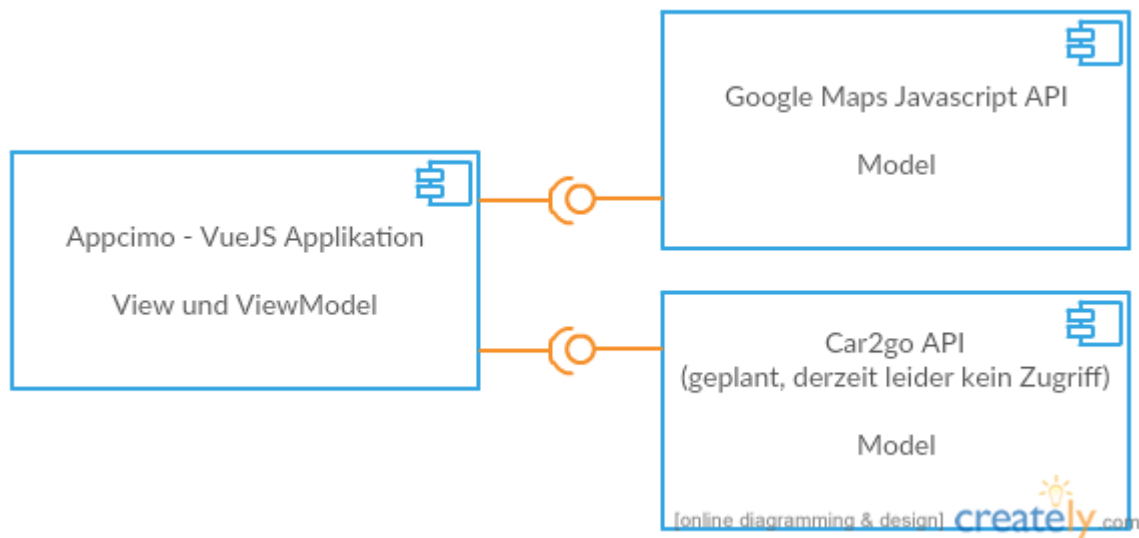 Appcimo - VueJS Applikation
View und ViewModel
Google Maps Javascript API
Model
Car2go API
(geplant, derzeit leider kein Zugriff)
Model
[online diagramming & design] creately.com